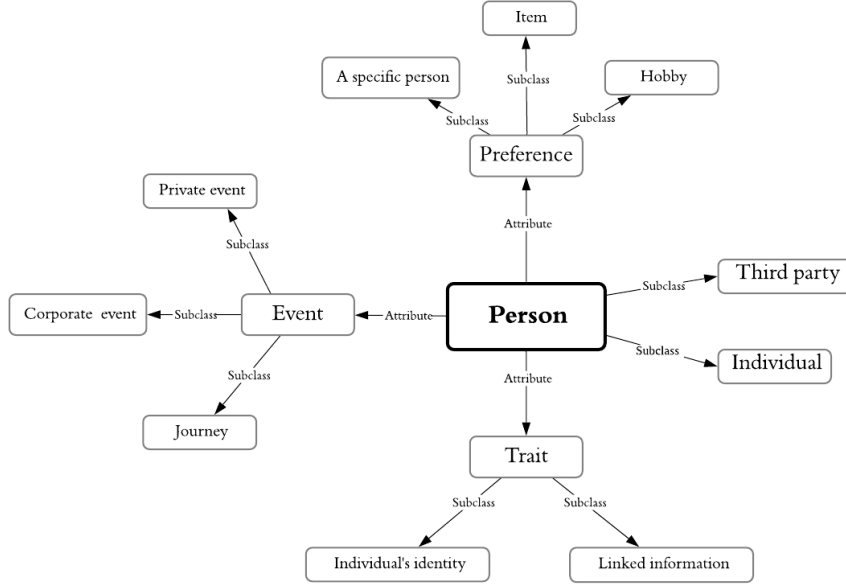 Item
A specific person
Subclass
Hobby
Subclass
Subclass
Preference
Private event
Attribute
Subclass
Third party
Subclass
Corporate event
Subclass
Event
Attribute
Person
Subclass
Individual
Subclass
Attribute
Journey
Trait
Subclass
Subclass
Individual's identity
Linked information